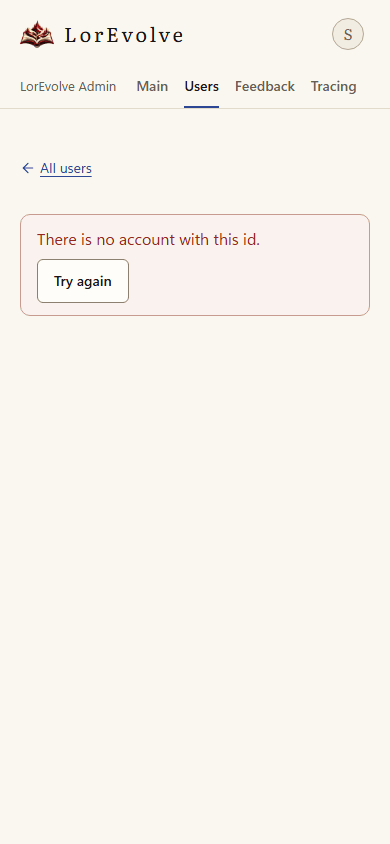 LorEvolve
S
LorEvolve Admin Main Users Feedback Tracing
← All users
There is no account with this id.
Try again